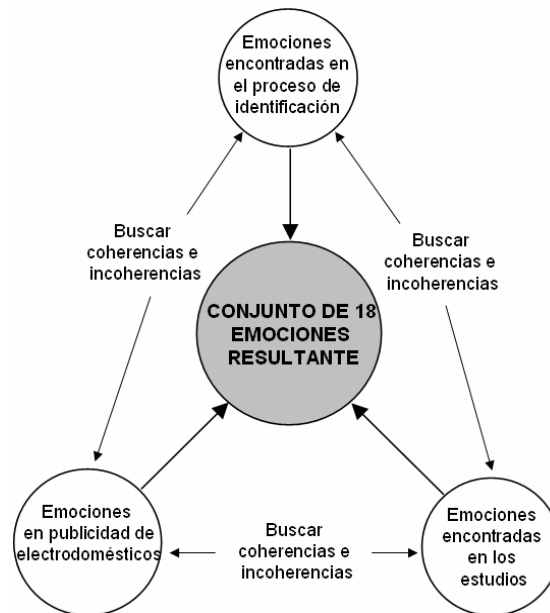 Emociones
encontradas en
el proceso de
identificación
Buscar
coherencias e
incoherencias
Buscar
coherencias e
incoherencias
CONJUNTO DE 18
EMOCIONES
RESULTANTE
Emociones
en publicidad de
electrodomésticos
Buscar
coherencias e
incoherencias
Emociones
encontradas
en los
estudios